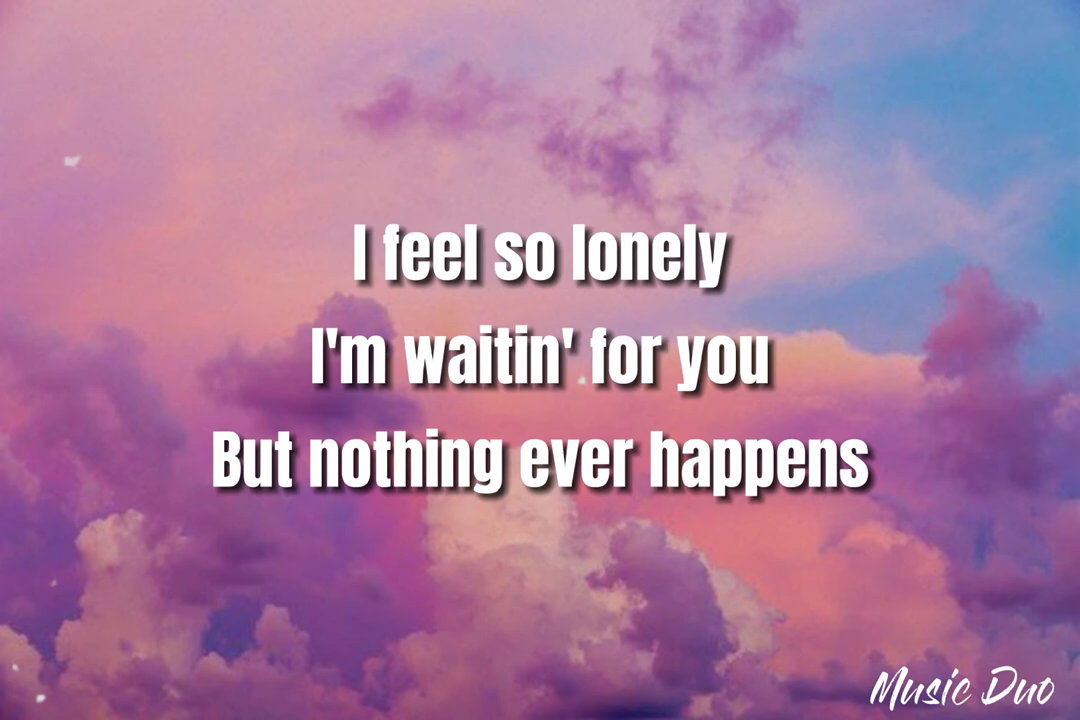 I feel so lonely
I'm waitin' for you
But nothing ever happens
Music Duo